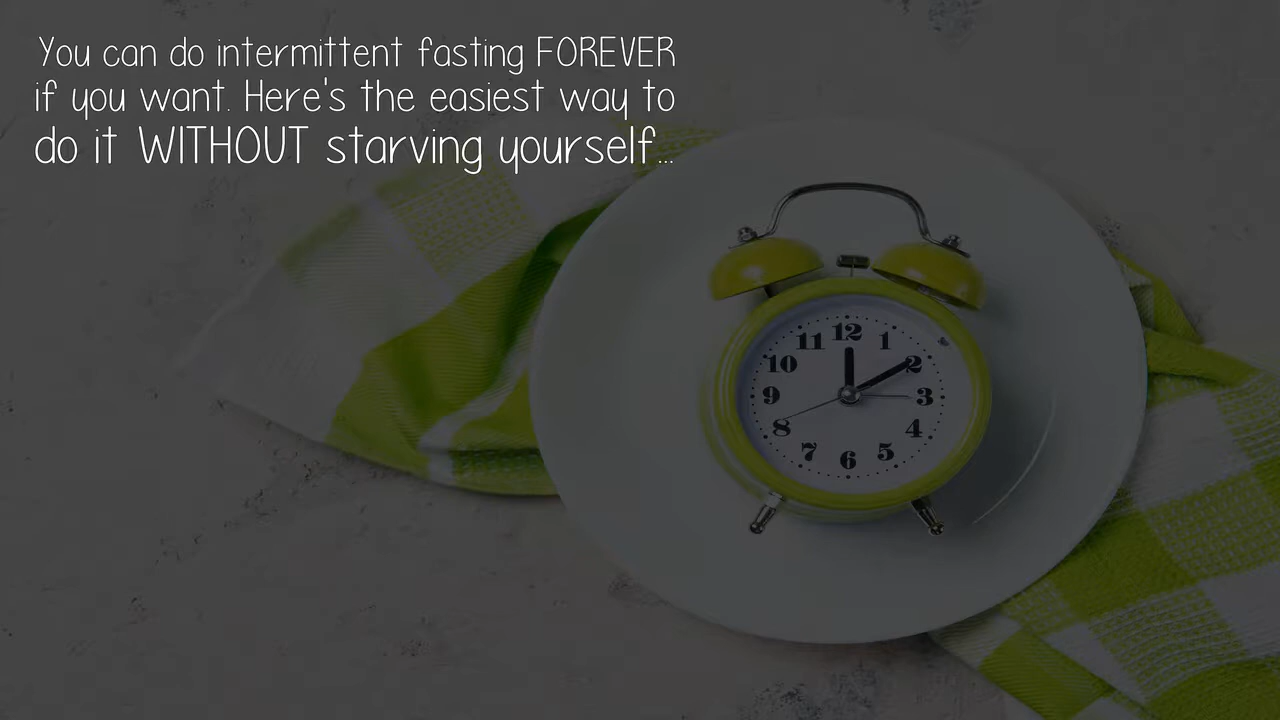 You can do intermittent fasting FOREVER
if you want. Here's the easiest way to
do it WITHOUT starving yourself...
12
11 1
10 2
9 3
8 4
7 5
6